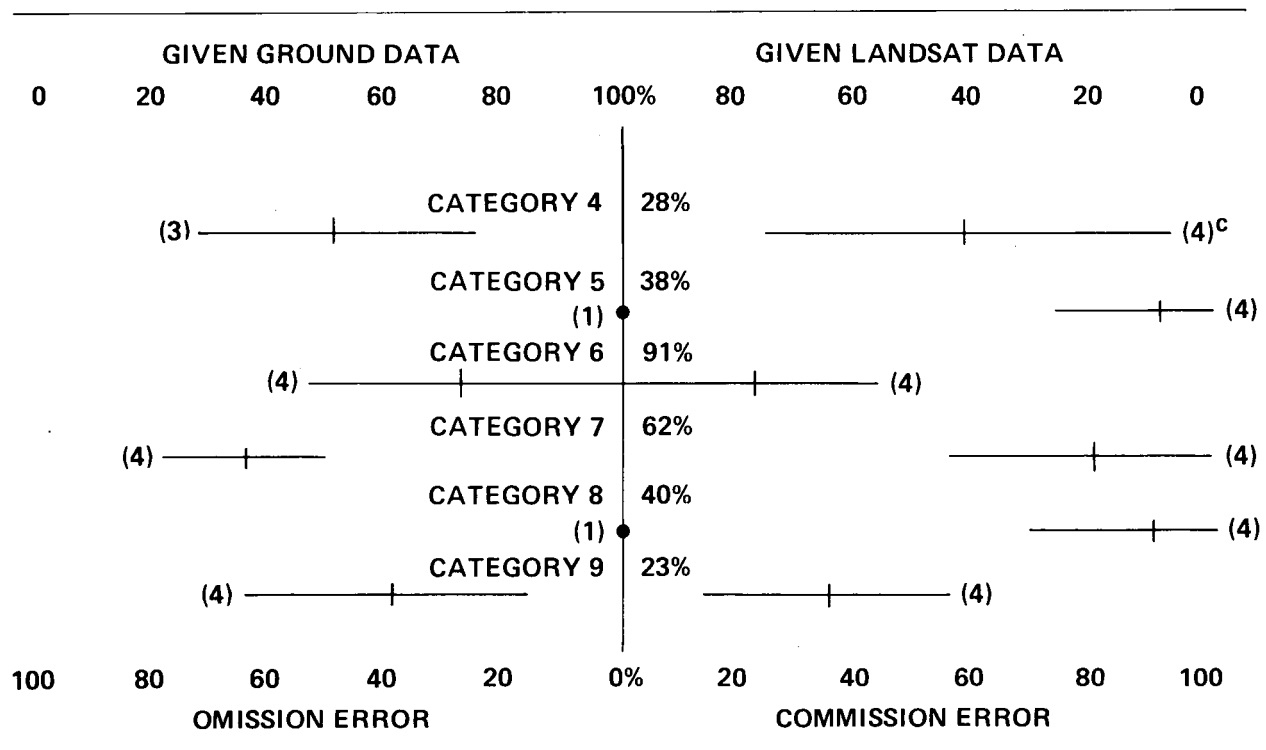 GIVEN GROUND DATA GIVEN LANDSAT DATA
0 20 40 60 80 100% 80 60 40 20 0
CATEGORY 4 28%
(3) (4)c
CATEGORY 5 38%
(1) (4)
CATEGORY 6 91%
(4) (4)
CATEGORY 7 62%
(4) (4)
CATEGORY 8 40%
(1) (4)
CATEGORY 9 23%
(4) (4)
100 80 60 40 20 0% 20 40 60 80 100
OMISSION ERROR COMMISSION ERROR